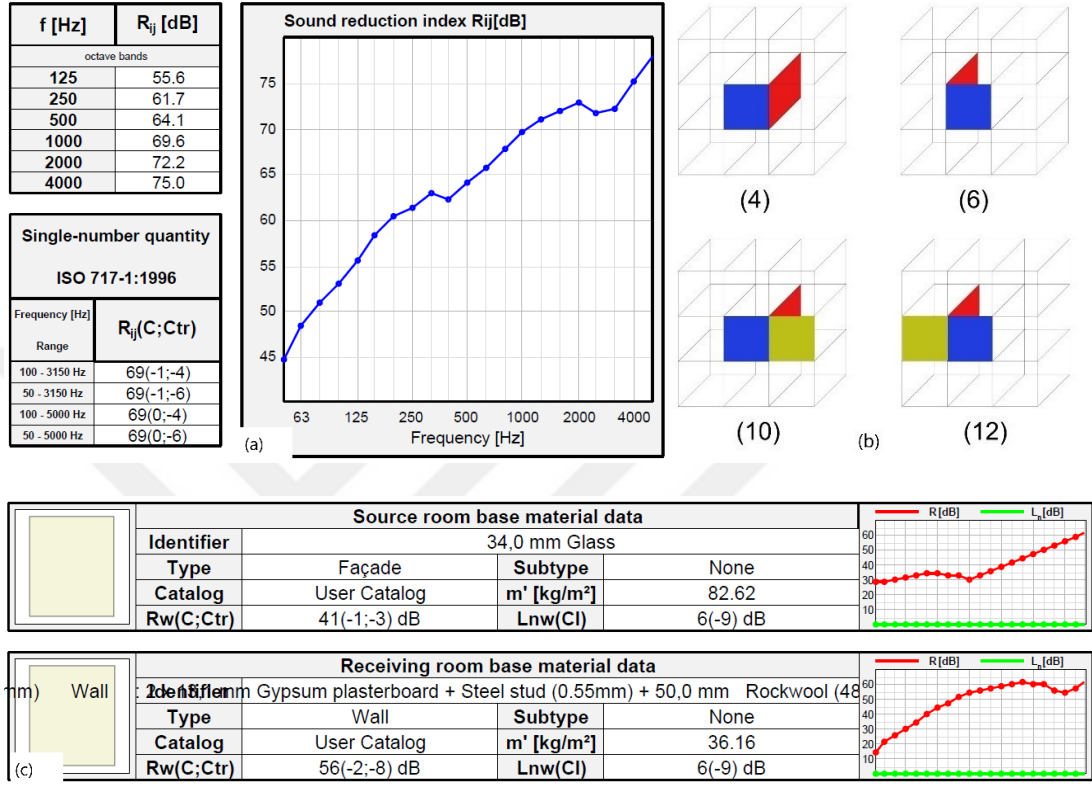 f [Hz] Rij [dB]
octave bands
125 55.6
250 61.7
500 64.1
1000 69.6
2000 72.2
4000 75.0
Single-number quantity
ISO 717-1:1996
Frequency [Hz]
Range
Rij(C;Ctr)
100 - 3150 Hz 69(-1;-4)
50 - 3150 Hz 69(-1;-6)
100 - 5000 Hz 69(0;-4)
50 - 5000 Hz 69(0;-6)
Sound reduction index Rij[dB]
75
70
65
60
55
50
45
63 125 250 500 1000 2000 4000
Frequency [Hz]
(a)
(4) (6)
(10) (b) (12)
Source room base material data
Identifier 34,0 mm Glass
Type Façade Subtype None
Catalog User Catalog m' [kg/m²] 82.62
Rw(C;Ctr) 41(-1;-3) dB Lnw(CI) 6(-9) dB
R[dB] Ln[dB]
60
50
40
30
20
10
Receiving room base material data
mm) Wall : 2 x 13,1 mm Gypsum plasterboard + Steel stud (0.55mm) + 50,0 mm Rockwool (48
Identifier
Type Wall Subtype None
Catalog User Catalog m' [kg/m²] 36.16
Rw(C;Ctr) 56(-2;-8) dB Lnw(CI) 6(-9) dB
(c)
R[dB] Ln[dB]
60
50
40
30
20
10